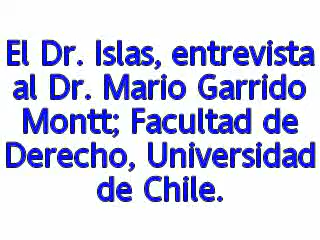 El Dr. Islas, entrevista
al Dr. Mario Garrido
Montt; Facultad de
Derecho, Universidad
de Chile.